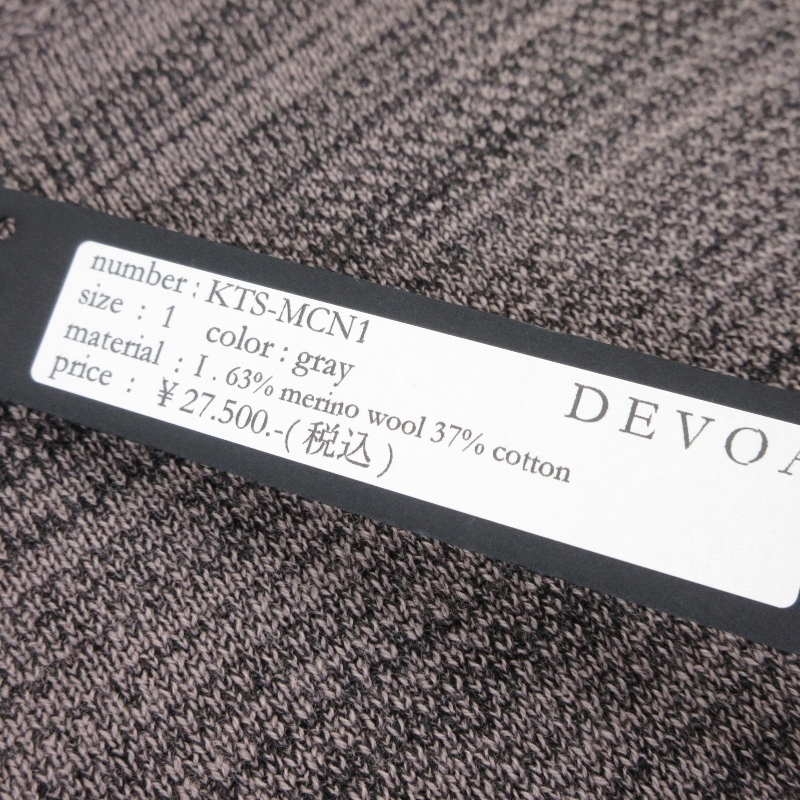 number : KTS-MCN1
size : 1 color : gray
material : I . 63% merino wool 37% cotton
price : ¥ 27.500.-(税込)
DEVOA